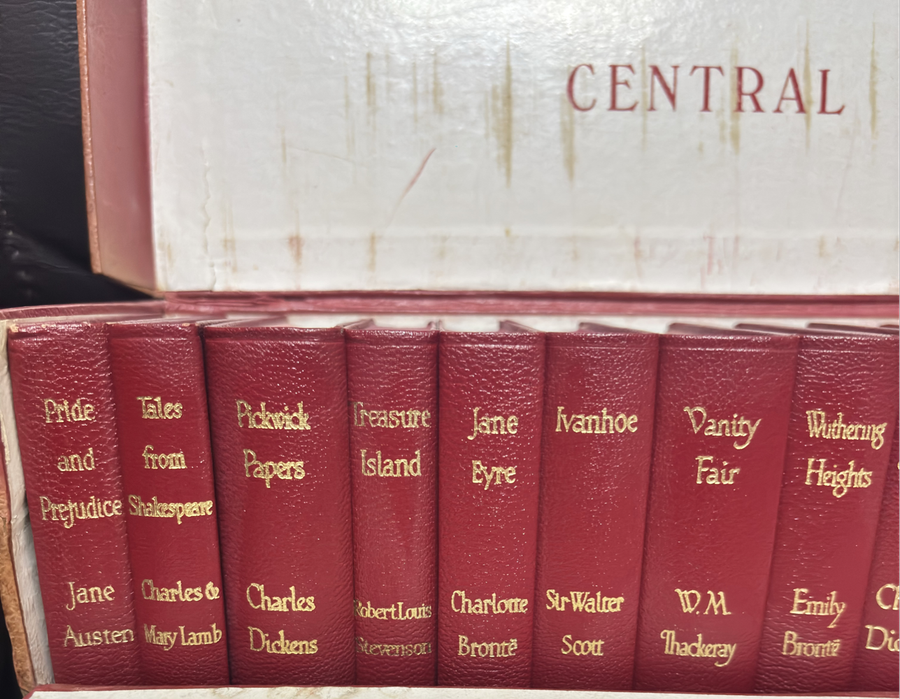 CENTRAL
Pride
and
Prejudice
Jane
Austen
Tales
from
Shakespeare
Charles &
Mary Lamb
Pickwick
Papers
Charles
Dickens
Treasure
Island
Robert Louis
Stevenson
Jane
Eyre
Charlotte
Brontë
Ivanhoe
Sir Walter
Scott
Vanity
Fair
W.M.
Thackeray
Wuthering
Heights
Emily
Brontë